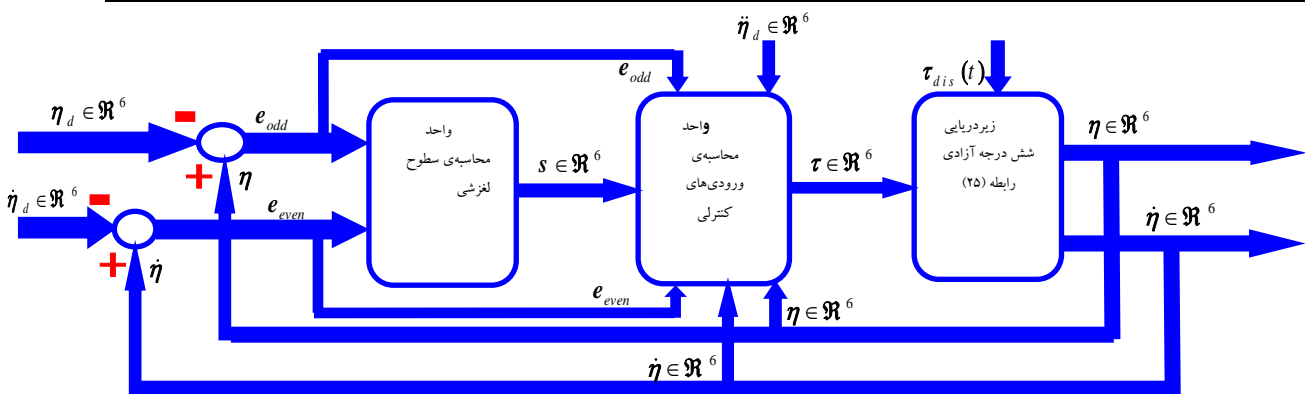 η̈_d ∈ ℜ^6
e_odd
τ_dis (t)
η_d ∈ ℜ^6
−
e_odd
واحد
محاسبه‌ی سطوح
لغزشی
واحد
محاسبه‌ی
ورودی‌های
کنترلی
زیردریایی
شش درجه آزادی
رابطه (۲۵)
η ∈ ℜ^6
s ∈ ℜ^6
τ ∈ ℜ^6
+
η
η̇_d ∈ ℜ^6
−
e_even
η̇ ∈ ℜ^6
+
η̇
e_even
η ∈ ℜ^6
η̇ ∈ ℜ^6